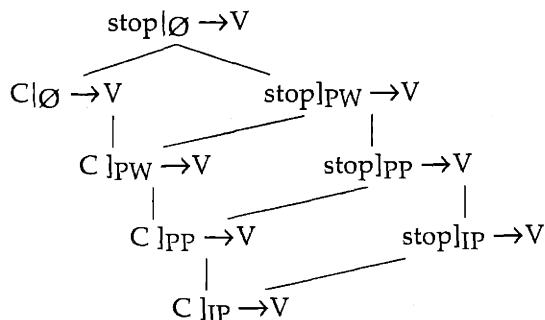 stop|Ø →V
C|Ø →V stop]PW →V
C ]PW →V stop]PP →V
C ]PP →V stop]IP →V
C ]IP →V